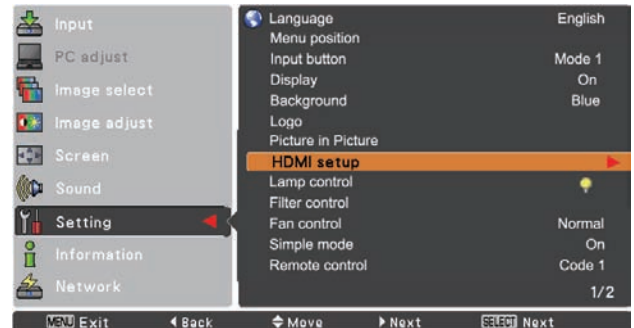 Input
PC adjust
Image select
Image adjust
Screen
Sound
Setting
Information
Network
Language English
Menu position
Input button Mode 1
Display On
Background Blue
Logo
Picture in Picture
HDMI setup
Lamp control
Filter control
Fan control Normal
Simple mode On
Remote control Code 1
1/2
MENU Exit Back Move Next SELECT Next